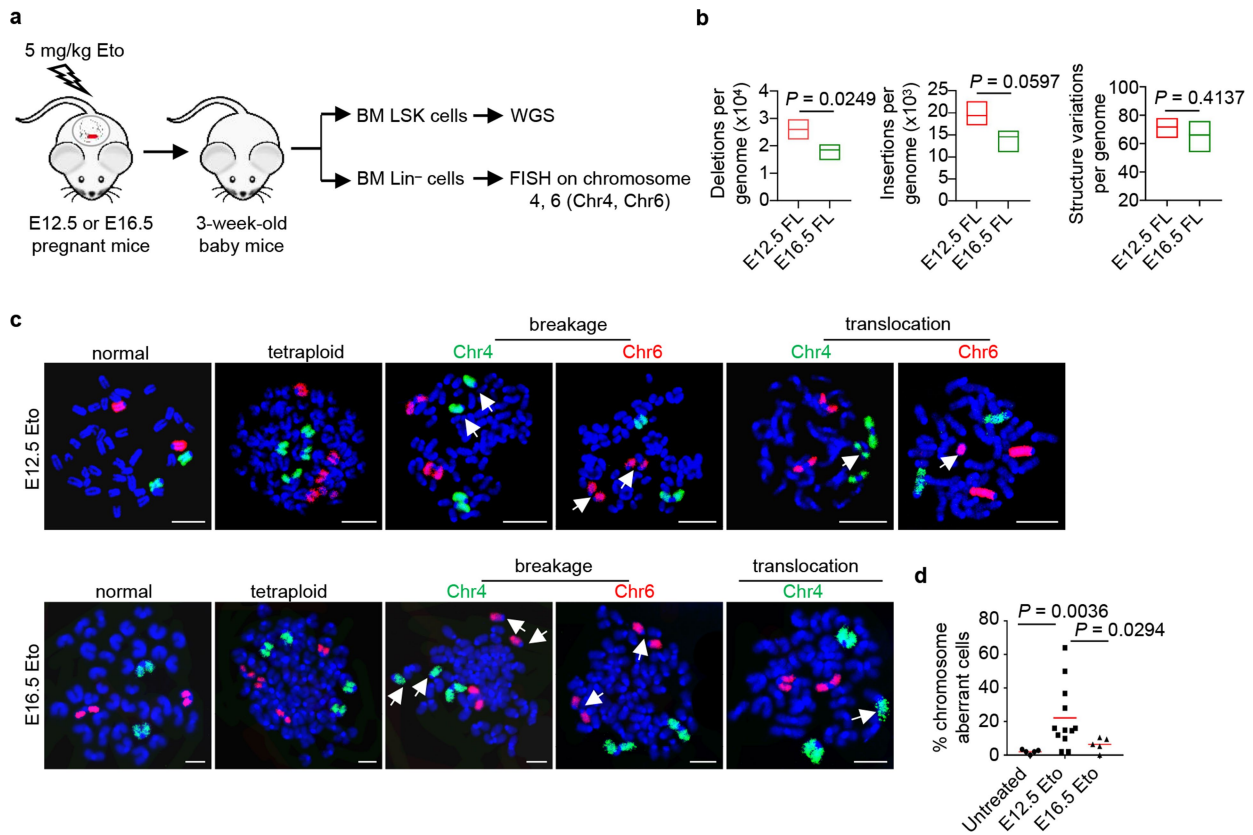 a
5 mg/kg Eto
BM LSK cells
WGS
BM Lin⁻ cells
FISH on chromosome
4, 6 (Chr4, Chr6)
E12.5 or E16.5
pregnant mice
3-week-old
baby mice
b
Deletions per
genome (x10⁴)
5
4
3
2
1
0
P = 0.0249
E12.5 FL
E16.5 FL
Insertions per
genome (x10³)
25
20
15
10
5
0
P = 0.0597
E12.5 FL
E16.5 FL
Structure variations
per genome
100
80
60
40
20
P = 0.4137
E12.5 FL
E16.5 FL
c
breakage
translocation
normal
tetraploid
Chr4
Chr6
Chr4
Chr6
E12.5 Eto
breakage
translocation
normal
tetraploid
Chr4
Chr6
Chr4
E16.5 Eto
d
% chromosome
aberrant cells
80
60
40
20
0
P = 0.0036
P = 0.0294
Untreated
E12.5 Eto
E16.5 Eto